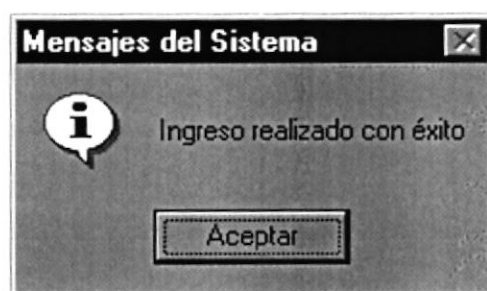 Mensajes del Sistema
Ingreso realizado con éxito
Aceptar